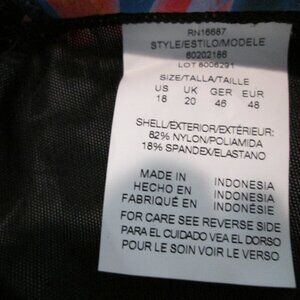 RN16687
STYLE/ESTILO/MODELE
60202186
LOT 8006291
SIZE/TALLA/TAILLE
US UK GER EUR
18 20 46 48
SHELL/EXTERIOR/EXTÉRIEUR:
82% NYLON/POLIAMIDA
18% SPANDEX/ELASTANO
MADE IN INDONESIA
HECHO EN INDONESIA
FABRIQUÉ EN INDONÉSIE
FOR CARE SEE REVERSE SIDE
PARA EL CUIDADO VEA EL DORSO
POUR LE SOIN VOIR LE VERSO